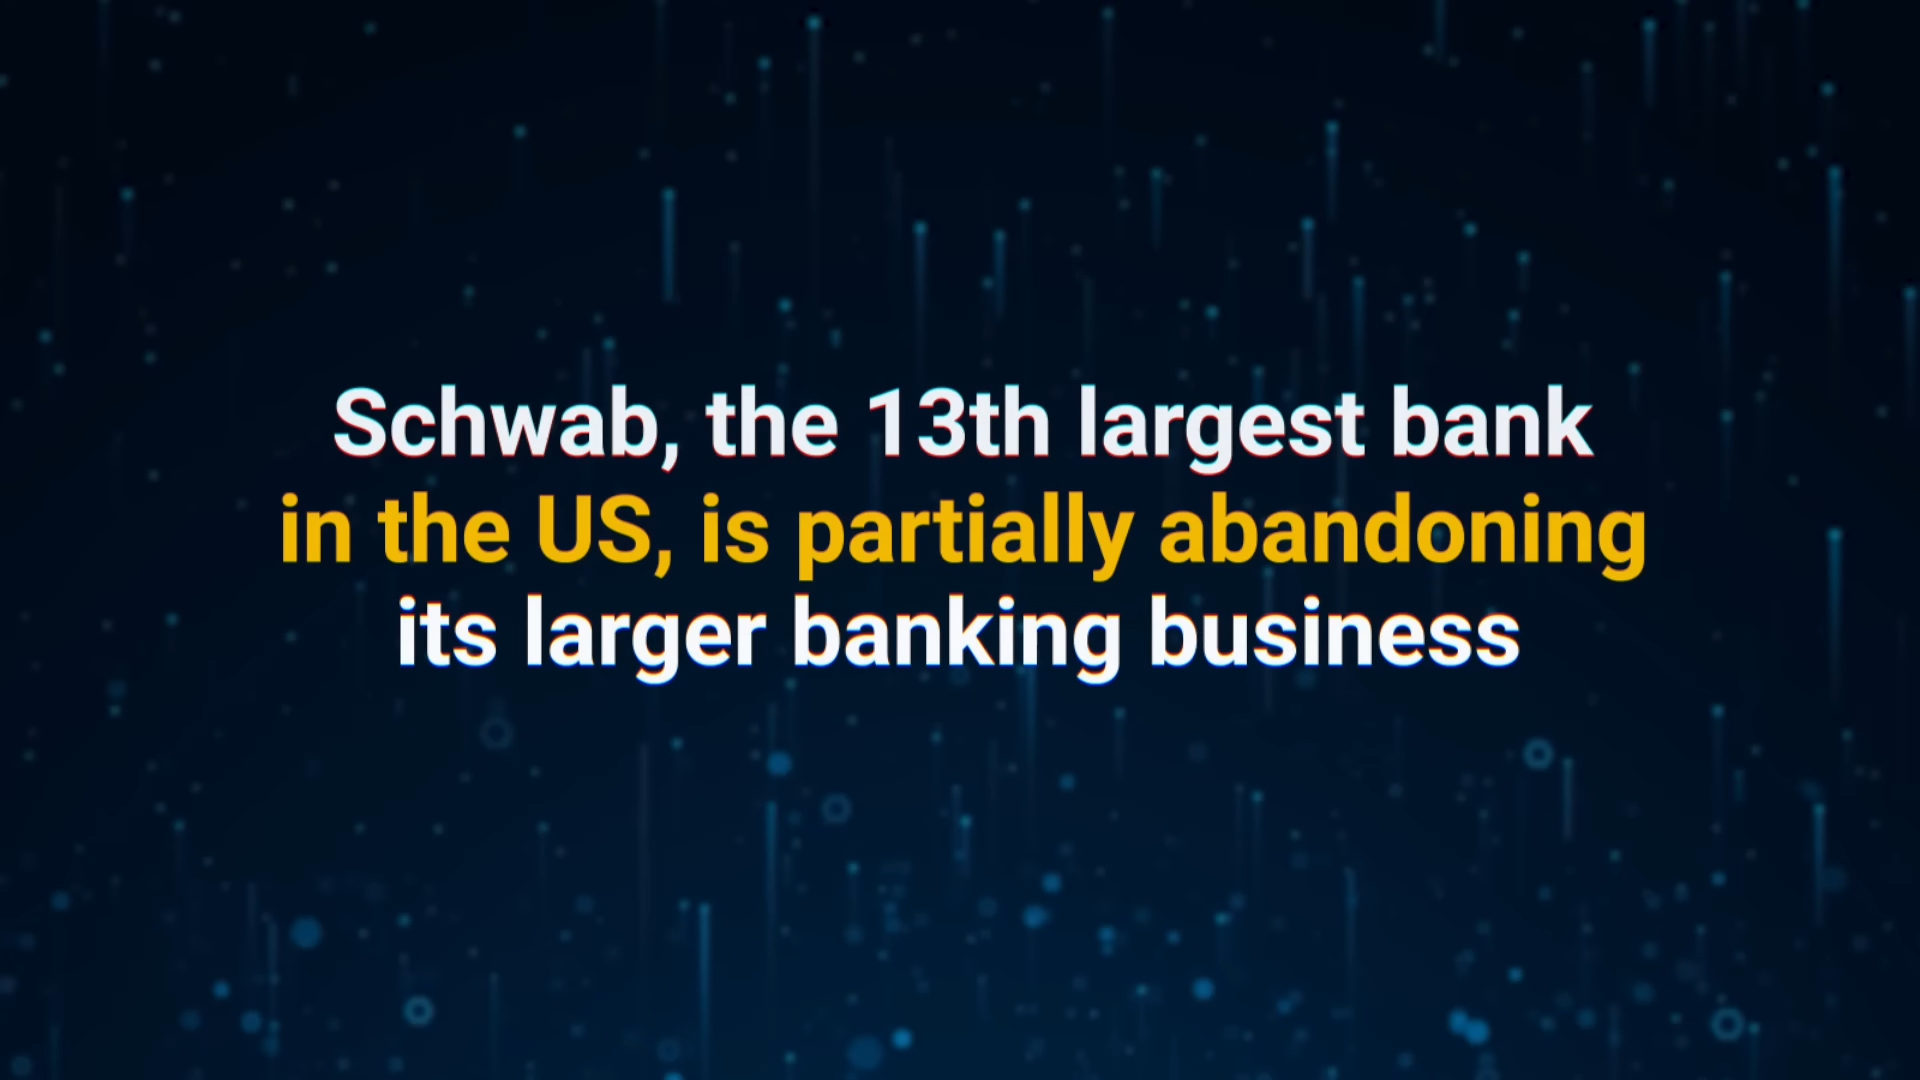 Schwab, the 13th largest bank
in the US, is partially abandoning
its larger banking business